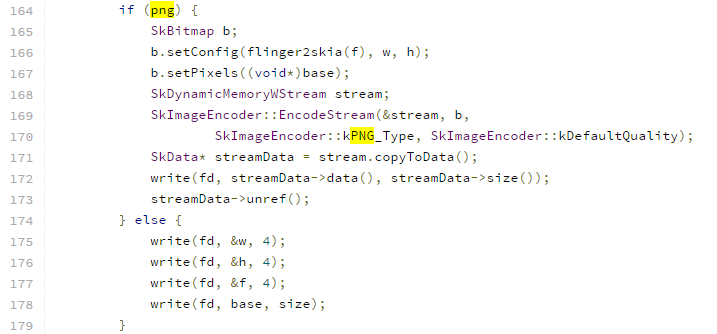 164 if (png) {
165 SkBitmap b;
166 b.setConfig(flinger2skia(f), w, h);
167 b.setPixels((void*)base);
168 SkDynamicMemoryWStream stream;
169 SkImageEncoder::EncodeStream(&stream, b,
170 SkImageEncoder::kPNG_Type, SkImageEncoder::kDefaultQuality);
171 SkData* streamData = stream.copyToData();
172 write(fd, streamData->data(), streamData->size());
173 streamData->unref();
174 } else {
175 write(fd, &w, 4);
176 write(fd, &h, 4);
177 write(fd, &f, 4);
178 write(fd, base, size);
179 }